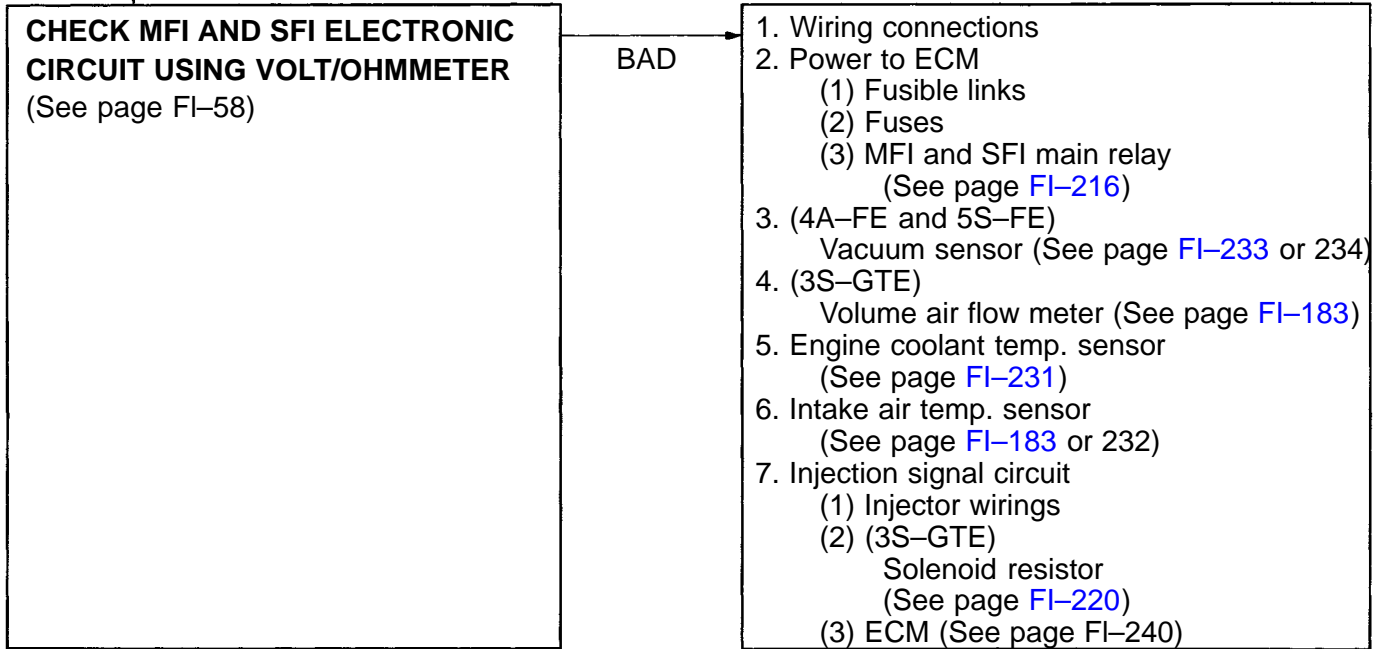 CHECK MFI AND SFI ELECTRONIC
CIRCUIT USING VOLT/OHMMETER
(See page FI–58)
BAD
1. Wiring connections
2. Power to ECM
(1) Fusible links
(2) Fuses
(3) MFI and SFI main relay
(See page FI–216)
3. (4A–FE and 5S–FE)
Vacuum sensor (See page FI–233 or 234)
4. (3S–GTE)
Volume air flow meter (See page FI–183)
5. Engine coolant temp. sensor
(See page FI–231)
6. Intake air temp. sensor
(See page FI–183 or 232)
7. Injection signal circuit
(1) Injector wirings
(2) (3S–GTE)
Solenoid resistor
(See page FI–220)
(3) ECM (See page FI–240)